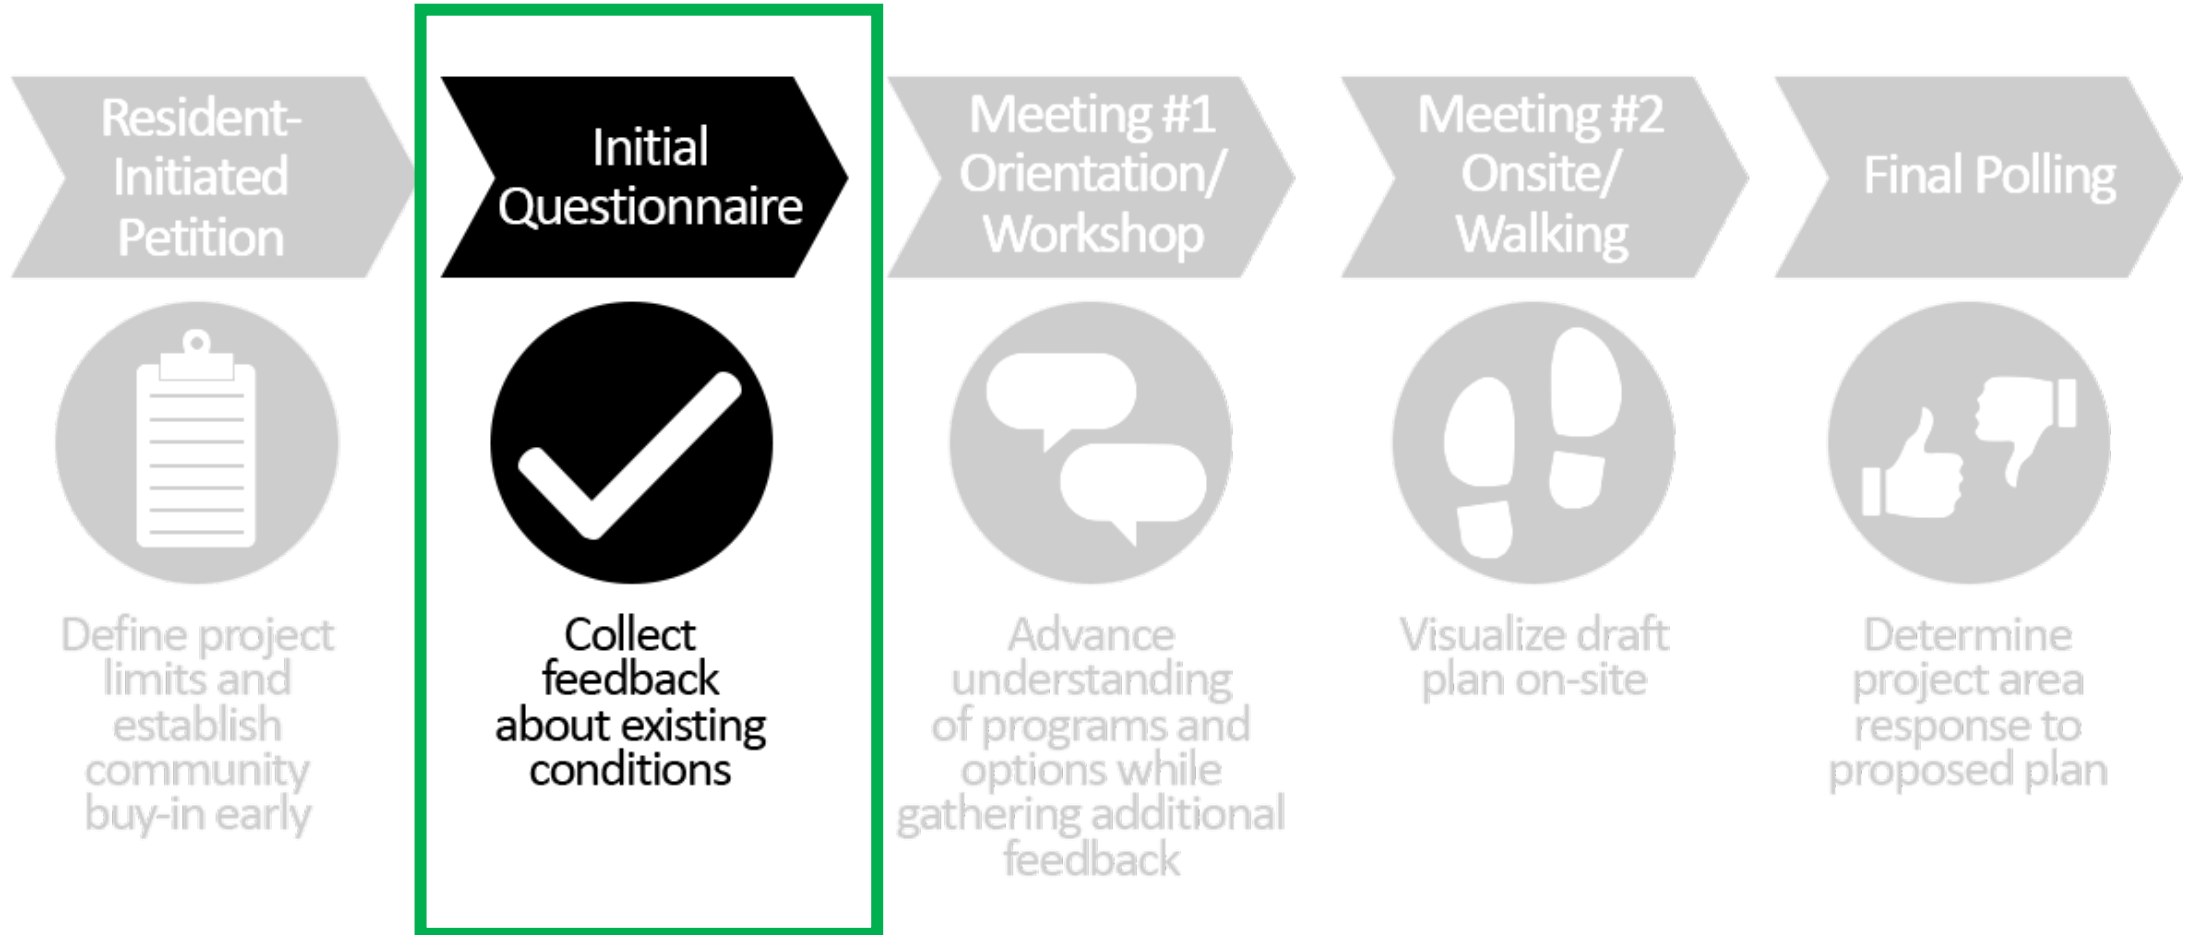 Resident-
Initiated
Petition
Initial
Questionnaire
Meeting #1
Orientation/
Workshop
Meeting #2
Onsite/
Walking
Final Polling
Define project
limits and
establish
community
buy-in early
Collect
feedback
about existing
conditions
Advance
understanding
of programs and
options while
gathering additional
feedback
Visualize draft
plan on-site
Determine
project area
response to
proposed plan